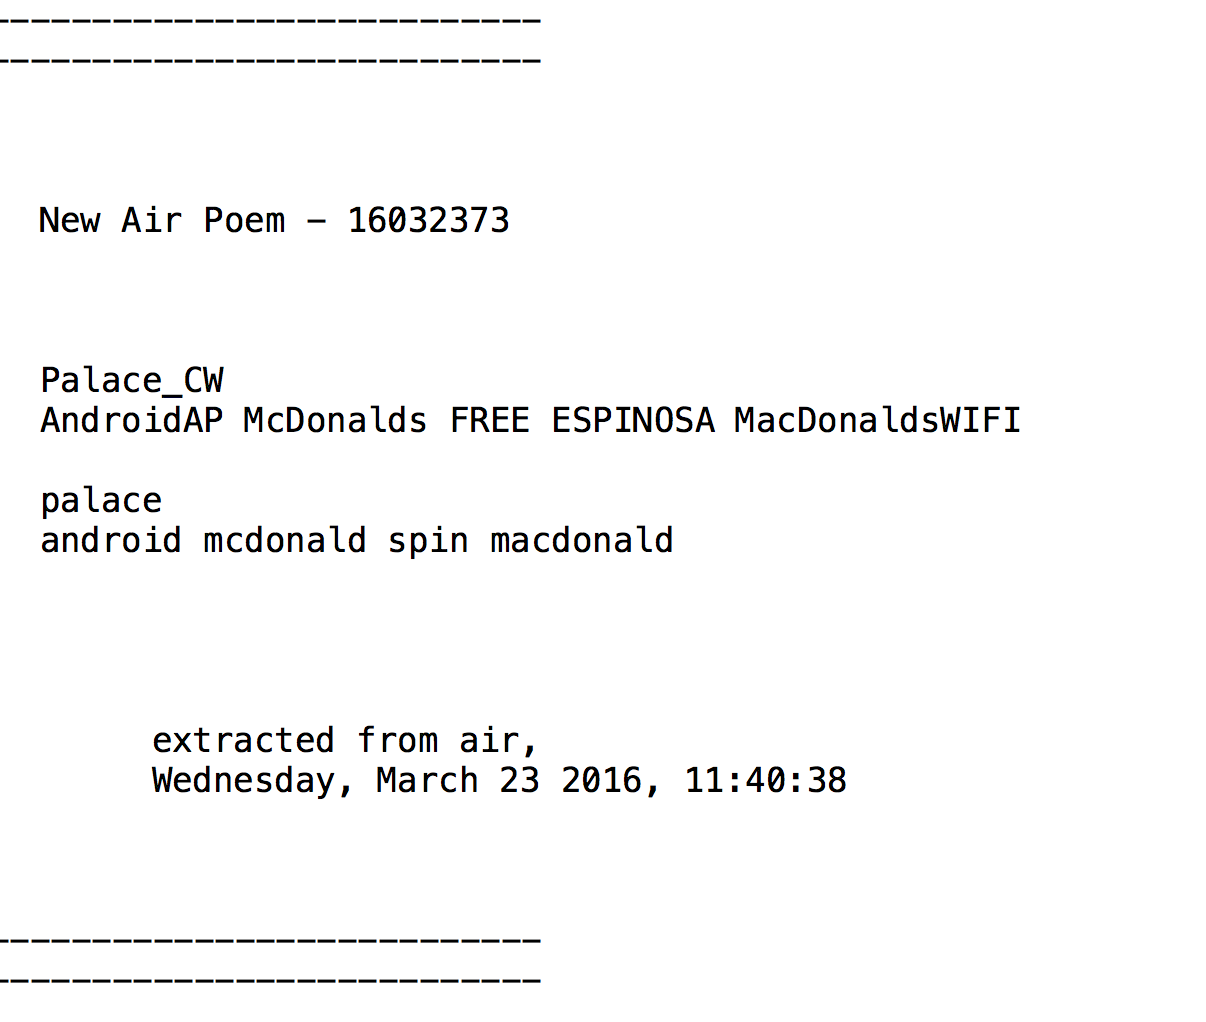 ---------------------------
---------------------------
New Air Poem - 16032373
Palace_CW
AndroidAP McDonalds FREE ESPINOSA MacDonaldsWIFI
palace
android mcdonald spin macdonald
extracted from air,
Wednesday, March 23 2016, 11:40:38
---------------------------
---------------------------